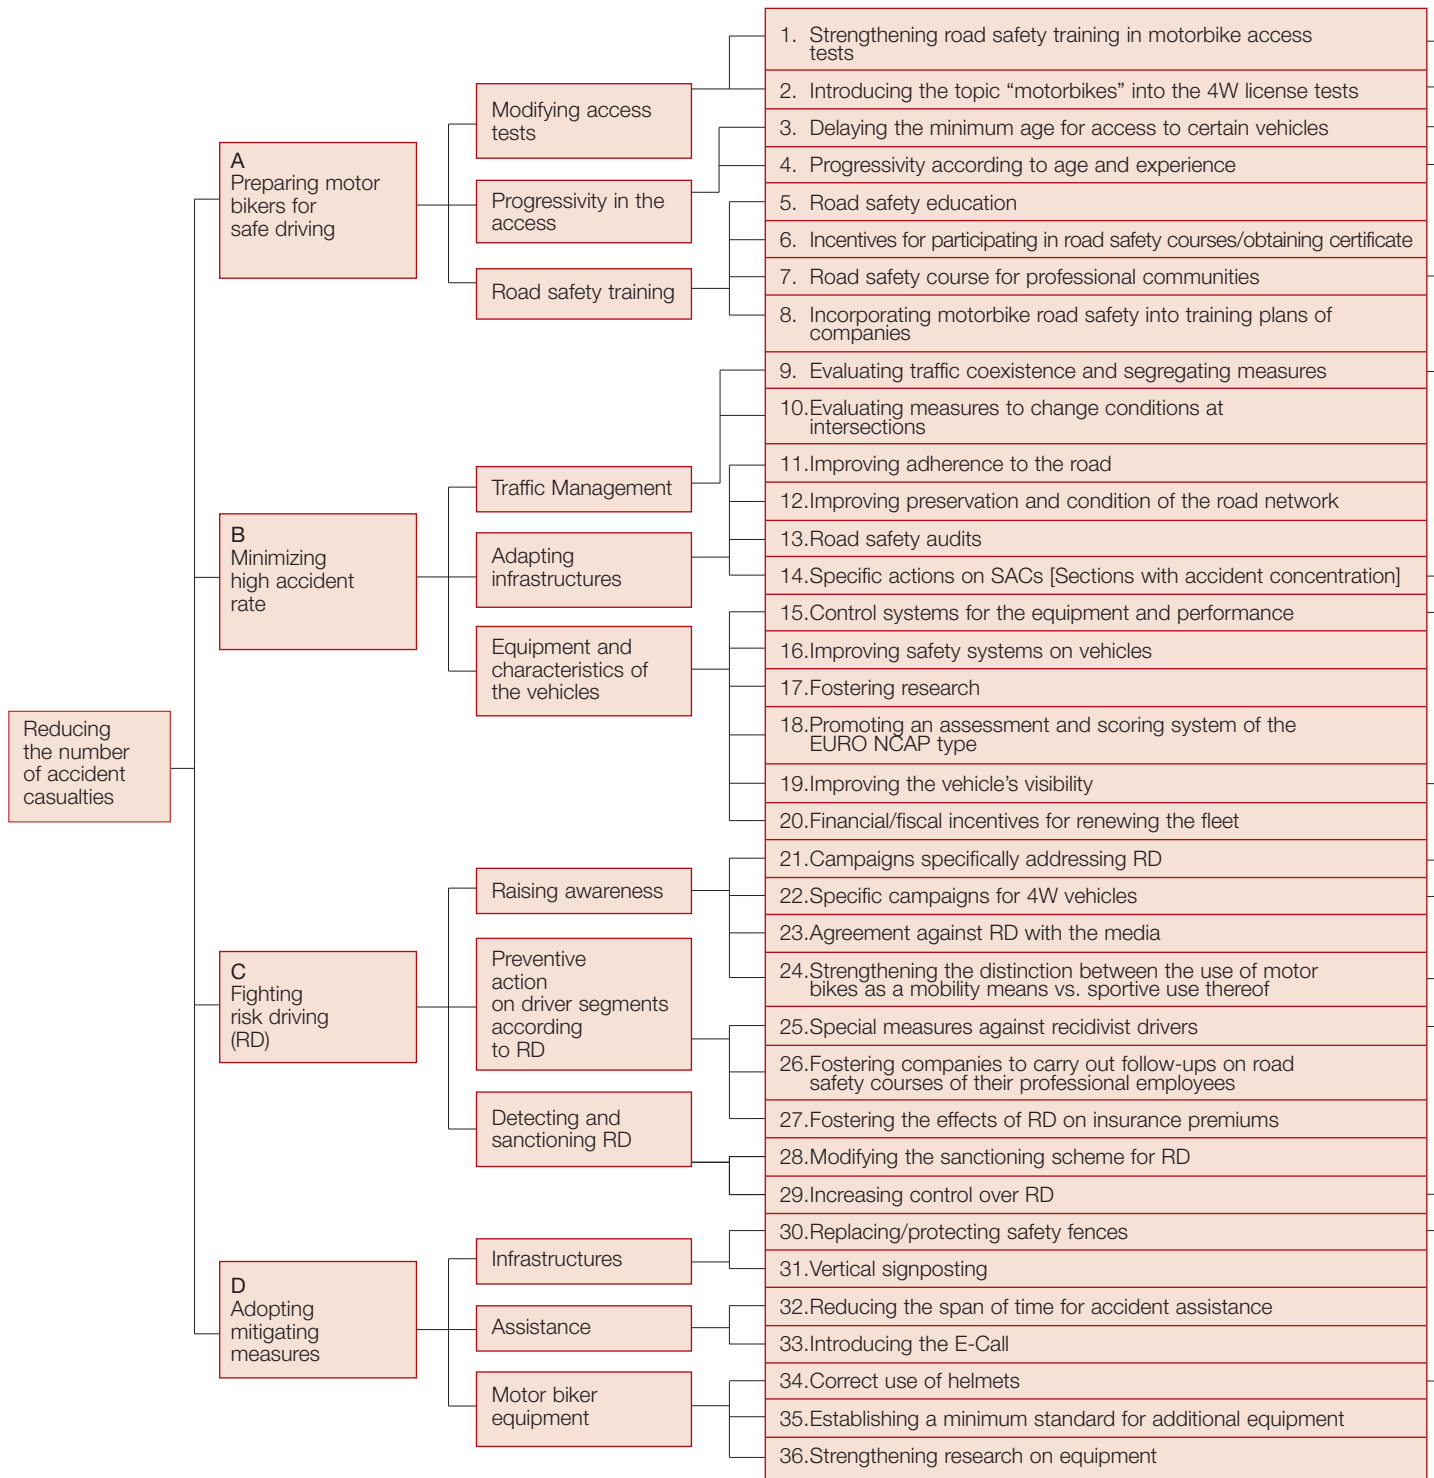 Reducing
the number
of accident
casualties
A
Preparing motor
bikers for
safe driving
Modifying access
tests
1. Strengthening road safety training in motorbike access
tests
2. Introducing the topic “motorbikes” into the 4W license tests
Progressivity in the
access
3. Delaying the minimum age for access to certain vehicles
4. Progressivity according to age and experience
Road safety training
5. Road safety education
6. Incentives for participating in road safety courses/obtaining certificate
7. Road safety course for professional communities
8. Incorporating motorbike road safety into training plans of
companies
B
Minimizing
high accident
rate
Traffic Management
9. Evaluating traffic coexistence and segregating measures
10.Evaluating measures to change conditions at
intersections
Adapting
infrastructures
11.Improving adherence to the road
12.Improving preservation and condition of the road network
13.Road safety audits
14.Specific actions on SACs [Sections with accident concentration]
Equipment and
characteristics of
the vehicles
15.Control systems for the equipment and performance
16.Improving safety systems on vehicles
17.Fostering research
18.Promoting an assessment and scoring system of the
EURO NCAP type
19.Improving the vehicle’s visibility
20.Financial/fiscal incentives for renewing the fleet
C
Fighting
risk driving
(RD)
Raising awareness
21.Campaigns specifically addressing RD
22.Specific campaigns for 4W vehicles
23.Agreement against RD with the media
24.Strengthening the distinction between the use of motor
bikes as a mobility means vs. sportive use thereof
Preventive
action
on driver segments
according
to RD
25.Special measures against recidivist drivers
26.Fostering companies to carry out follow-ups on road
safety courses of their professional employees
27.Fostering the effects of RD on insurance premiums
Detecting and
sanctioning RD
28.Modifying the sanctioning scheme for RD
29.Increasing control over RD
D
Adopting
mitigating
measures
Infrastructures
30.Replacing/protecting safety fences
31.Vertical signposting
Assistance
32.Reducing the span of time for accident assistance
33.Introducing the E-Call
Motor biker
equipment
34.Correct use of helmets
35.Establishing a minimum standard for additional equipment
36.Strengthening research on equipment